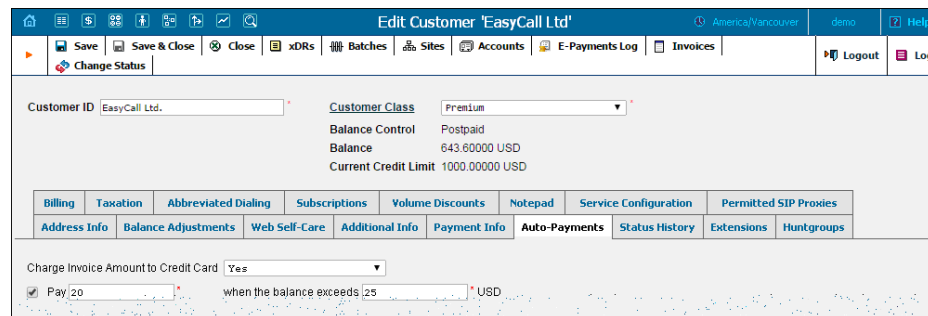 Edit Customer 'EasyCall Ltd'
America/Vancouver
demo
? Help
Save
Save & Close
Close
xDRs
Batches
Sites
Accounts
E-Payments Log
Invoices
Logout
Change Status
Customer ID EasyCall Ltd. *
Customer Class Premium *
Balance Control Postpaid
Balance 643.60000 USD
Current Credit Limit 1000.00000 USD
Billing Taxation Abbreviated Dialing Subscriptions Volume Discounts Notepad Service Configuration Permitted SIP Proxies
Address Info Balance Adjustments Web Self-Care Additional Info Payment Info Auto-Payments Status History Extensions Huntgroups
Charge Invoice Amount to Credit Card Yes
Pay 20 * when the balance exceeds 25 * USD